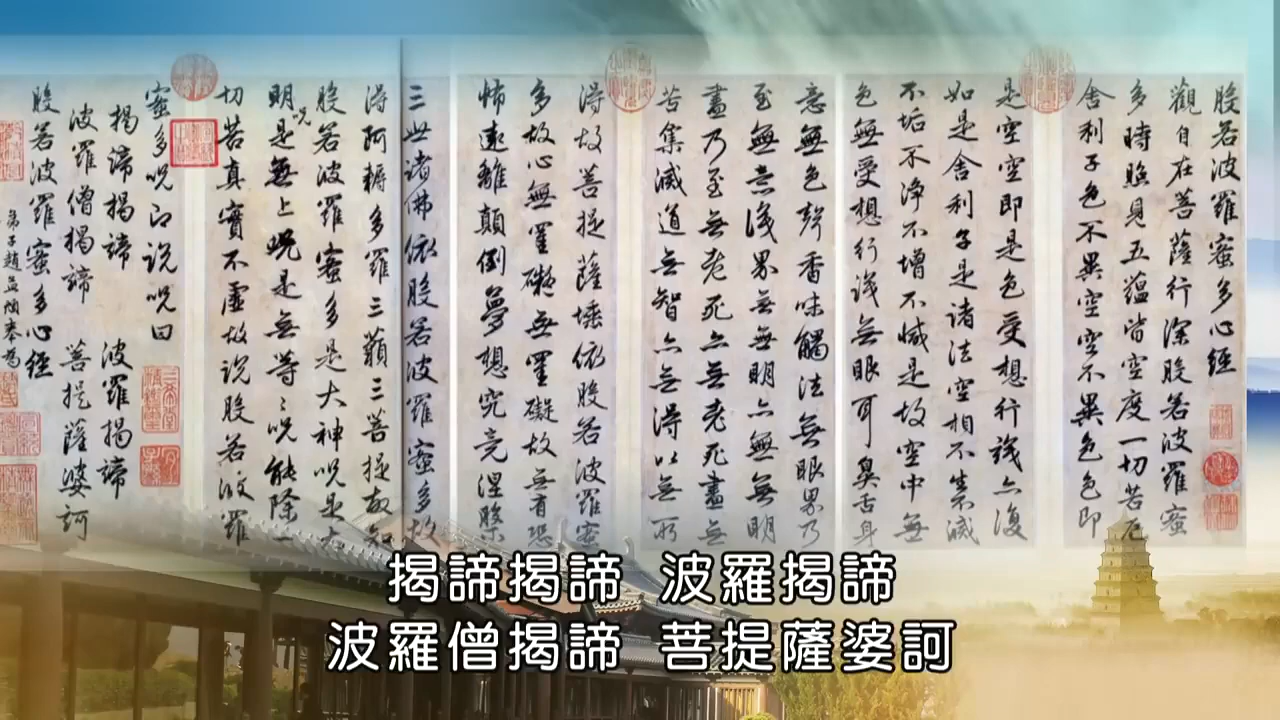 般若波羅蜜多心經
觀自在菩薩行深般若波羅蜜
多時照見五蘊皆空度一切苦厄
舍利子色不異空空不異色色即
是空空即是色受想行識亦復
如是舍利子是諸法空相不生滅
不垢不淨不增不減是故空中無
色無受想行識無眼耳鼻舌身
意無色聲香味觸法無眼界乃
至無意識界無無明亦無無明
盡乃至無老死亦無老死盡無
苦集滅道無智亦無得以無所
得故菩提薩埵依般若波羅蜜
多故心無罣礙無罣礙故無有恐
怖遠離顛倒夢想究竟涅槃
三世諸佛依般若波羅蜜多故
得阿耨多羅三藐三菩提故知
般若波羅蜜多是大神呪是大
明呪是無上呪是無等〻呪能除一
切苦真實不虛故說般若波羅
蜜多呪即說呪曰
揭諦揭諦 波羅揭諦
波羅僧揭諦 菩提薩婆訶
般若波羅蜜多心經
弟子趙孟頫奉為
揭諦揭諦 波羅揭諦
波羅僧揭諦 菩提薩婆訶